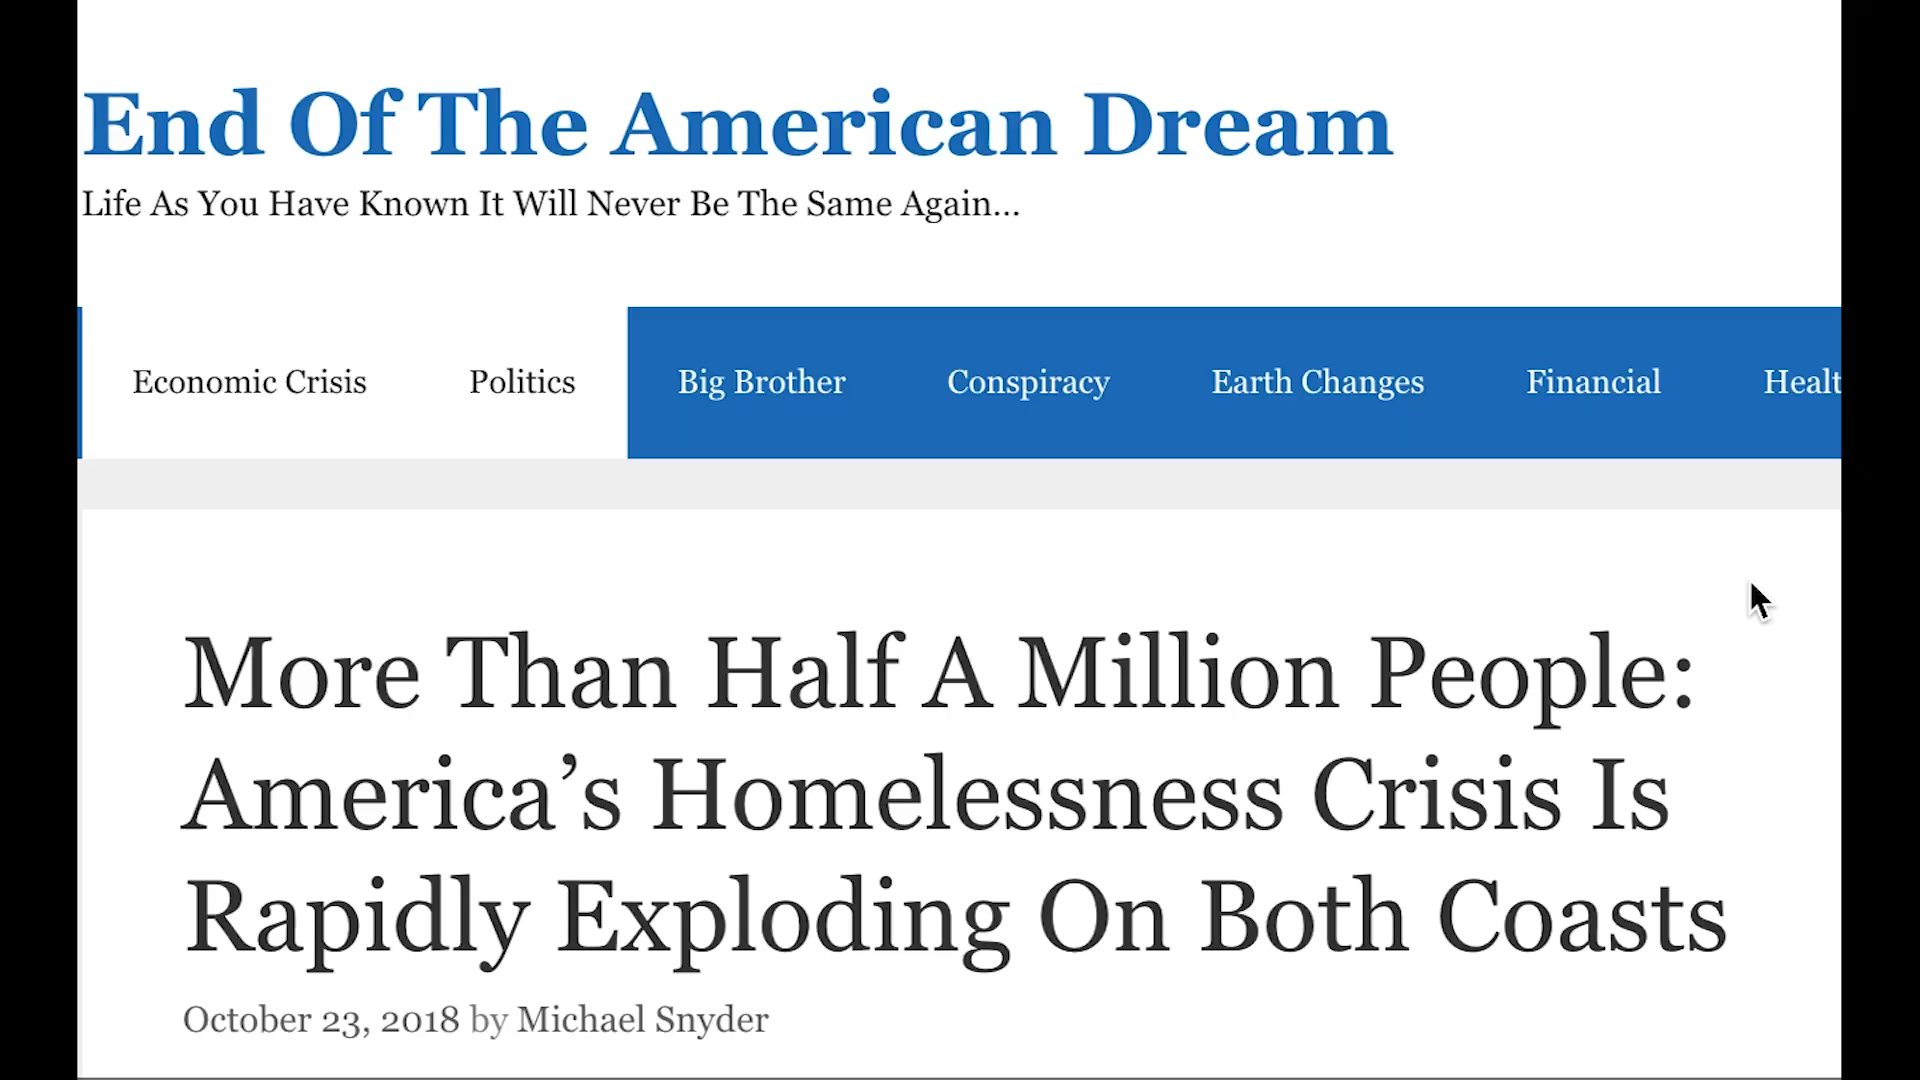 End Of The American Dream
Life As You Have Known It Will Never Be The Same Again...
Economic Crisis Politics Big Brother Conspiracy Earth Changes Financial Healt
More Than Half A Million People:
America’s Homelessness Crisis Is
Rapidly Exploding On Both Coasts
October 23, 2018 by Michael Snyder